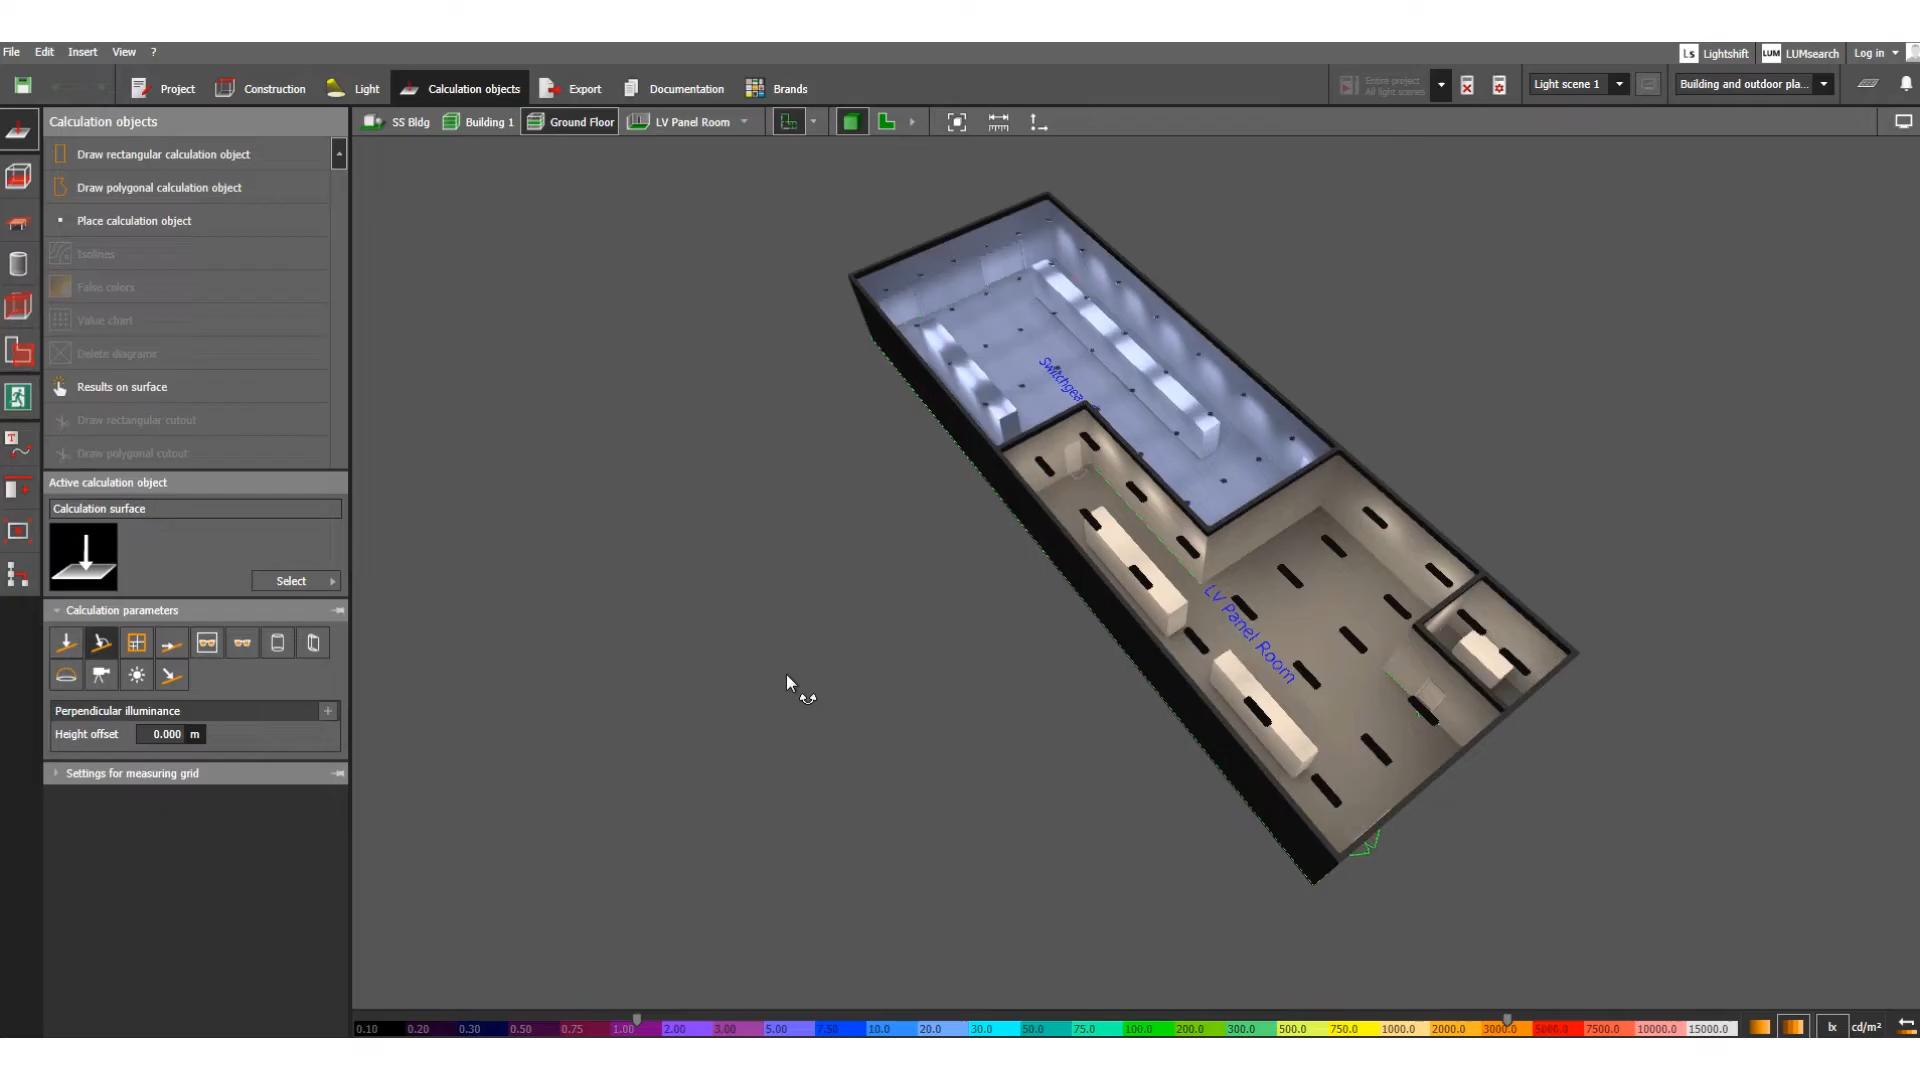 File Edit Insert View ?
Ls Lightshift LUM LUMsearch Log in
Project Construction Light Calculation objects Export Documentation Brands
Entire project
All light scenes
Light scene 1
Building and outdoor pla...
Calculation objects
SS Bldg Building 1 Ground Floor LV Panel Room
Draw rectangular calculation object
Draw polygonal calculation object
Place calculation object
Isolines
False colors
Value chart
Delete diagrams
Results on surface
Draw rectangular cutout
Draw polygonal cutout
Active calculation object
Calculation surface
Select
Calculation parameters
Perpendicular illuminance
Height offset 0.000 m
Settings for measuring grid
LV Panel Room
0.10 0.20 0.30 0.50 0.75 1.00 2.00 3.00 5.00 7.50 10.0 20.0 30.0 50.0 75.0 100.0 200.0 300.0 500.0 750.0 1000.0 2000.0 3000.0 5000.0 7500.0 10000.0 15000.0 lx cd/m²